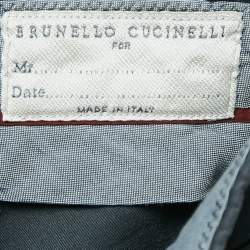 BRUNELLO CUCINELLI
FOR
Mr.
Date
MADE IN ITALY